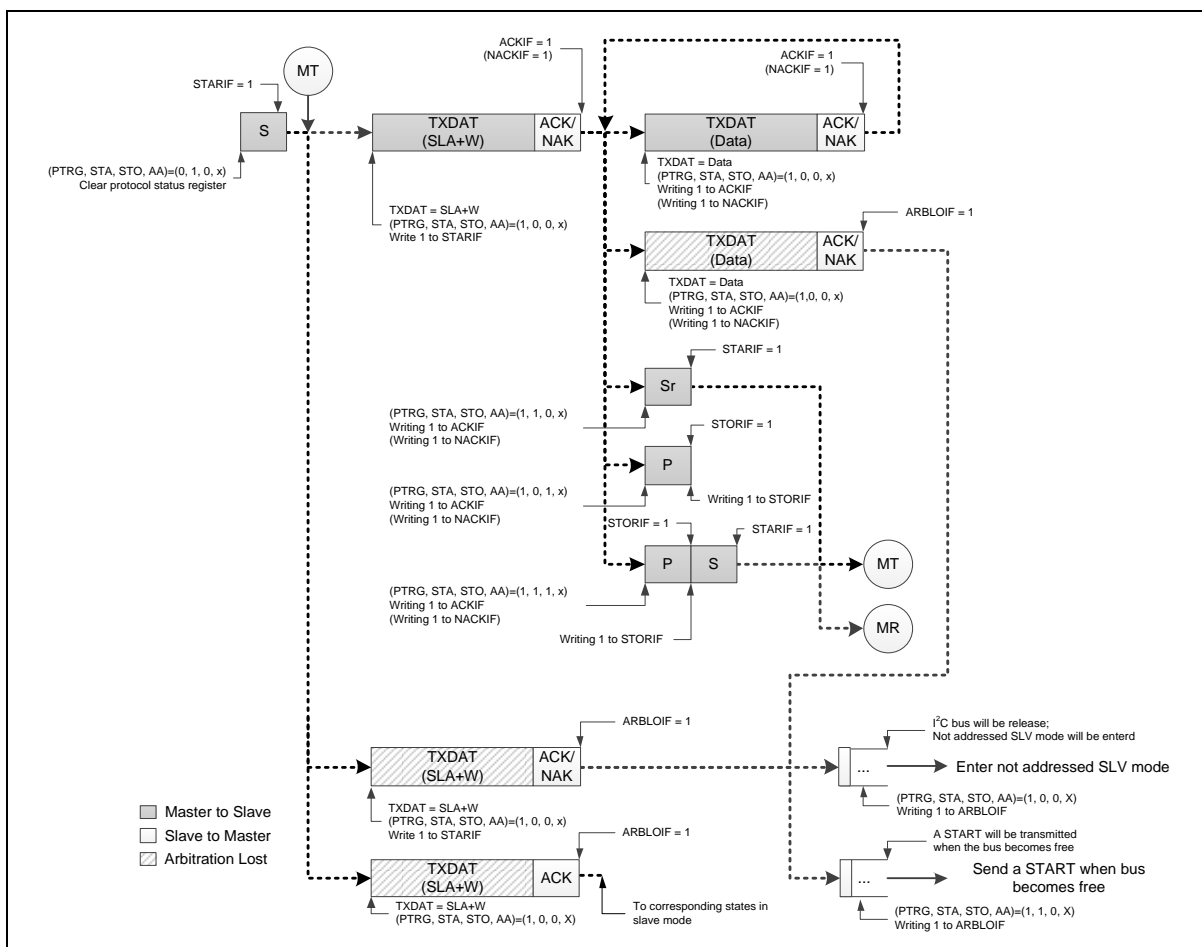 ACKIF = 1
(NACKIF = 1)
ACKIF = 1
(NACKIF = 1)
STARIF = 1
MT
S
TXDAT
(SLA+W)
ACK/
NAK
TXDAT
(Data)
ACK/
NAK
(PTRG, STA, STO, AA)=(0, 1, 0, x)
Clear protocol status register
TXDAT = SLA+W
(PTRG, STA, STO, AA)=(1, 0, 0, x)
Write 1 to STARIF
TXDAT = Data
(PTRG, STA, STO, AA)=(1, 0, 0, x)
Writing 1 to ACKIF
(Writing 1 to NACKIF)
ARBLOIF = 1
TXDAT
(Data)
ACK/
NAK
TXDAT = Data
(PTRG, STA, STO, AA)=(1,0, 0, x)
Writing 1 to ACKIF
(Writing 1 to NACKIF)
STARIF = 1
Sr
(PTRG, STA, STO, AA)=(1, 1, 0, x)
Writing 1 to ACKIF
(Writing 1 to NACKIF)
STORIF = 1
P
(PTRG, STA, STO, AA)=(1, 0, 1, x)
Writing 1 to ACKIF
(Writing 1 to NACKIF)
Writing 1 to STORIF
STORIF = 1
STARIF = 1
P
S
MT
(PTRG, STA, STO, AA)=(1, 1, 1, x)
Writing 1 to ACKIF
(Writing 1 to NACKIF)
Writing 1 to STORIF
MR
ARBLOIF = 1
TXDAT
(SLA+W)
ACK/
NAK
TXDAT = SLA+W
(PTRG, STA, STO, AA)=(1, 0, 0, x)
Write 1 to STARIF
I²C bus will be release;
Not addressed SLV mode will be enterd
...
Enter not addressed SLV mode
(PTRG, STA, STO, AA)=(1, 0, 0, X)
Writing 1 to ARBLOIF
Master to Slave
Slave to Master
Arbitration Lost
ARBLOIF = 1
TXDAT
(SLA+W)
ACK
TXDAT = SLA+W
(PTRG, STA, STO, AA)=(1, 0, 0, X)
To corresponding states in
slave mode
A START will be transmitted
when the bus becomes free
...
Send a START when bus
becomes free
(PTRG, STA, STO, AA)=(1, 1, 0, X)
Writing 1 to ARBLOIF